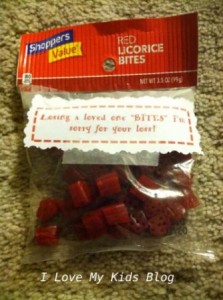 Shoppers
Value
RED
LICORICE
BITES
NET WT. 3.5 OZ (99g)
Losing a loved one "BITES" I'm
sorry for your loss!
I Love My Kids Blog